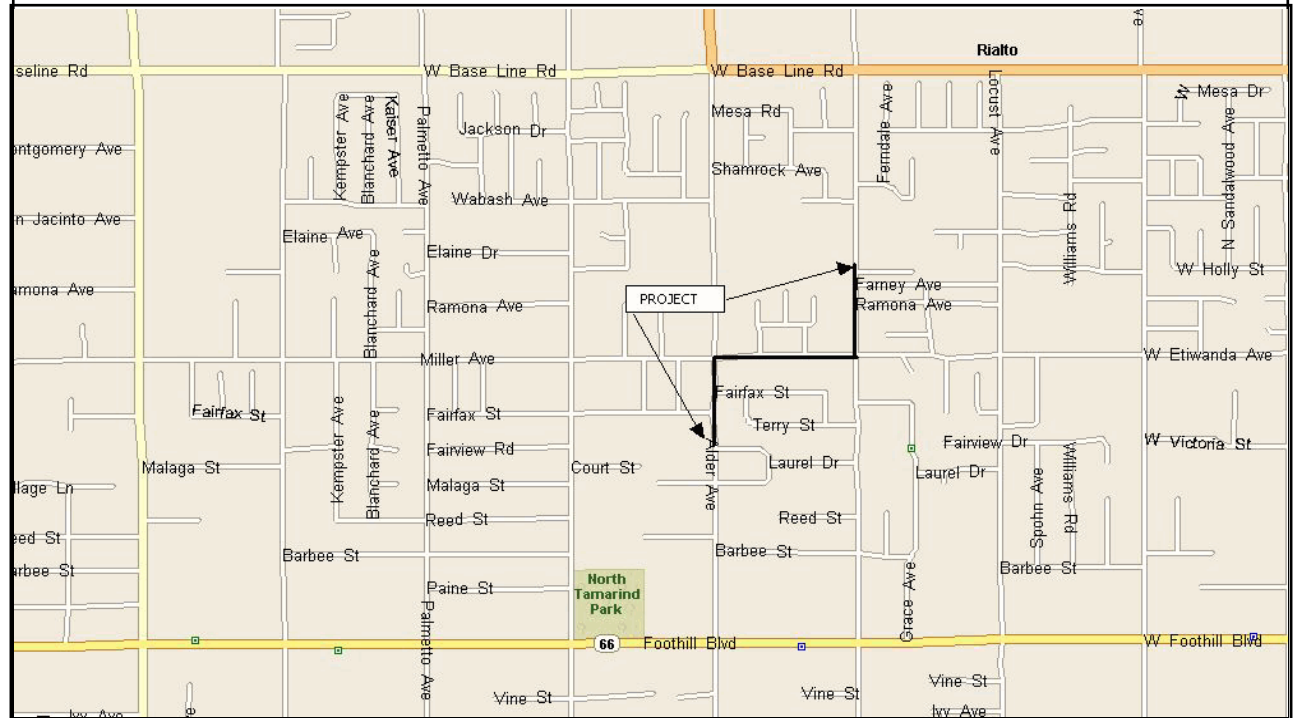 Ve
Rialto
seline Rd
W Base Line Rd
W Base Line Rd
Locust Ave
W Mesa Dr
Kempster Ave
Blanchard Ave
Kaiser Ave
Palmetto Ave
Mesa Rd
Ferndale Ave
N Sandalwood Ave
Jackson Dr
ontgomery Ave
Shamrock Ave
Wabash Ave
Williams Rd
n Jacinto Ave
Elaine Ave
Elaine Dr
Blanchard Ave
W Holly St
amona Ave
PROJECT
Farney Ave
Ramona Ave
Ramona Ave
Miller Ave
W Etiwanda Ave
Fairfax St
Fairfax St
Fairfax St
Kempster Ave
Blanchard Ave
Terry St
Fairview Rd
Alder Ave
Fairview Dr
W Victoria St
Malaga St
Court St
Laurel Dr
Laurel Dr
Spohn Ave
Williams Rd
llage Ln
Malaga St
Reed St
Reed St
eed St
Barbee St
Barbee St
Barbee St
arbee St
Grace Ave
Paine St
North
Tamarind
Park
Palmetto Ave
66
Foothill Blvd
W Foothill Blvd
Vine St
Vine St
Vine St
Ivy Ave
Ivy Ave
e